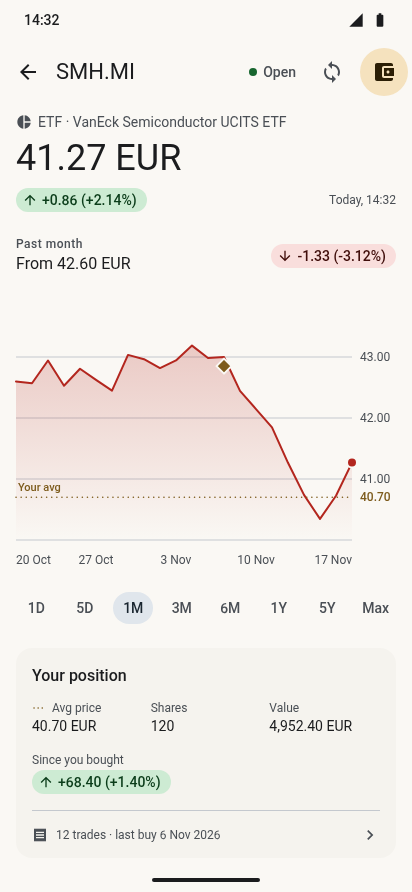 14:32
SMH.MI
Open
ETF · VanEck Semiconductor UCITS ETF
41.27 EUR
+0.86 (+2.14%)
Today, 14:32
Past month
From 42.60 EUR
-1.33 (-3.12%)
43.00
42.00
41.00
Your avg
40.70
20 Oct 27 Oct 3 Nov 10 Nov 17 Nov
1D 5D 1M 3M 6M 1Y 5Y Max
Your position
Avg price Shares Value
40.70 EUR 120 4,952.40 EUR
Since you bought
+68.40 (+1.40%)
12 trades · last buy 6 Nov 2026